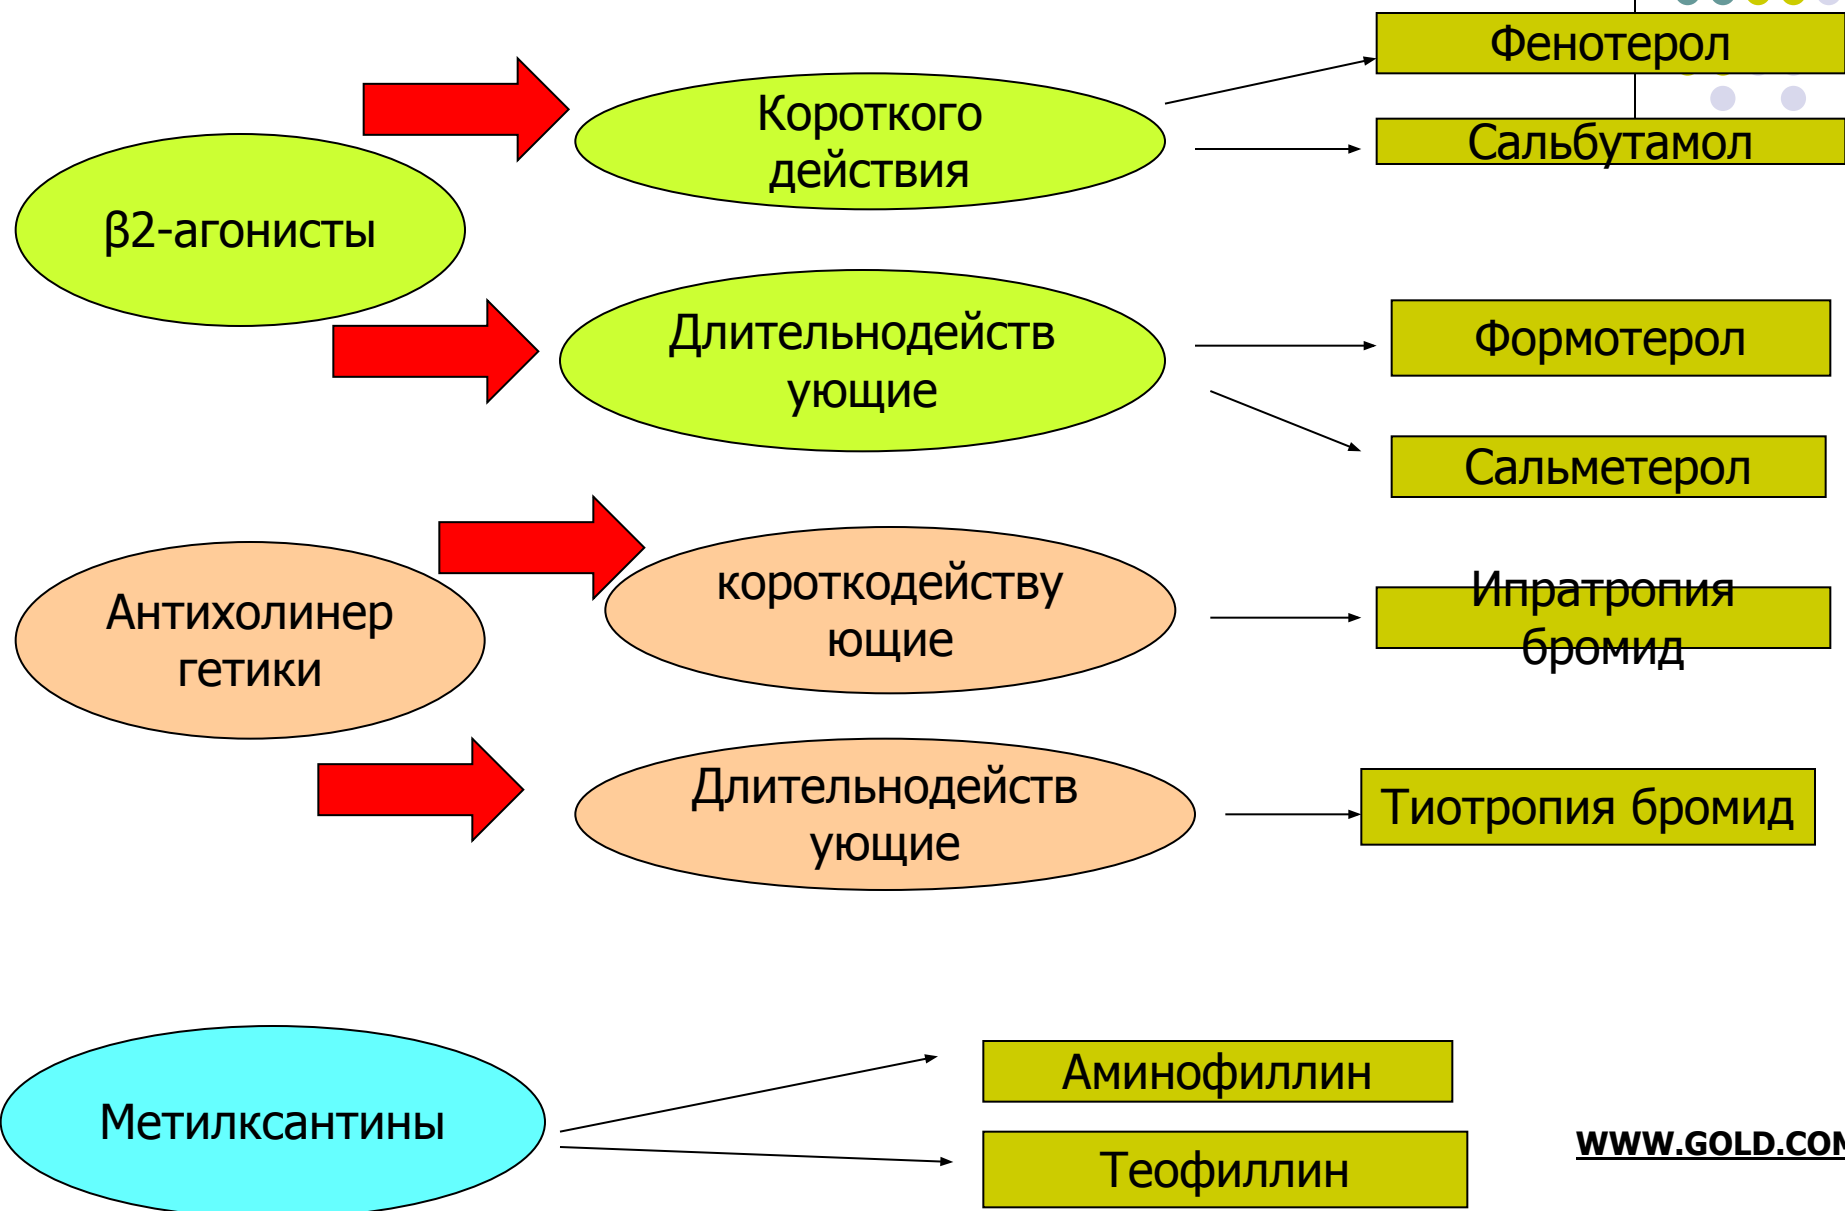 Фенотерол
Короткого
действия
Сальбутамол
β2-агонисты
Длительнодейств
ующие
Формотерол
Сальметерол
Антихолинер
гетики
короткодейству
ющие
Ипратропия
бромид
Длительнодейств
ующие
Тиотропия бромид
Метилксантины
Аминофиллин
Теофиллин
WWW.GOLD.COM